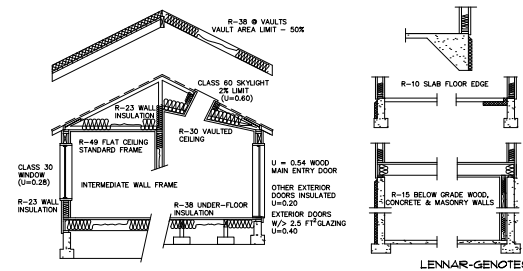 R-38 @ VAULTS
VAULT AREA LIMIT - 50%
CLASS 60 SKYLIGHT
2% LIMIT
(U=0.60)
R-23 WALL
INSULATION
R-49 FLAT CEILING
STANDARD FRAME
R-30 VAULTED
CEILING
CLASS 30
WINDOW
(U=0.28)
INTERMEDIATE WALL FRAME
R-23 WALL
INSULATION
R-38 UNDER-FLOOR
INSULATION
U = 0.54 WOOD
MAIN ENTRY DOOR
OTHER EXTERIOR
DOORS INSULATED
U=0.20
EXTERIOR DOORS
W/> 2.5 FT² GLAZING
U=0.40
R-10 SLAB FLOOR EDGE
R-15 BELOW GRADE WOOD,
CONCRETE & MASONRY WALLS
LENNAR-GENOTES